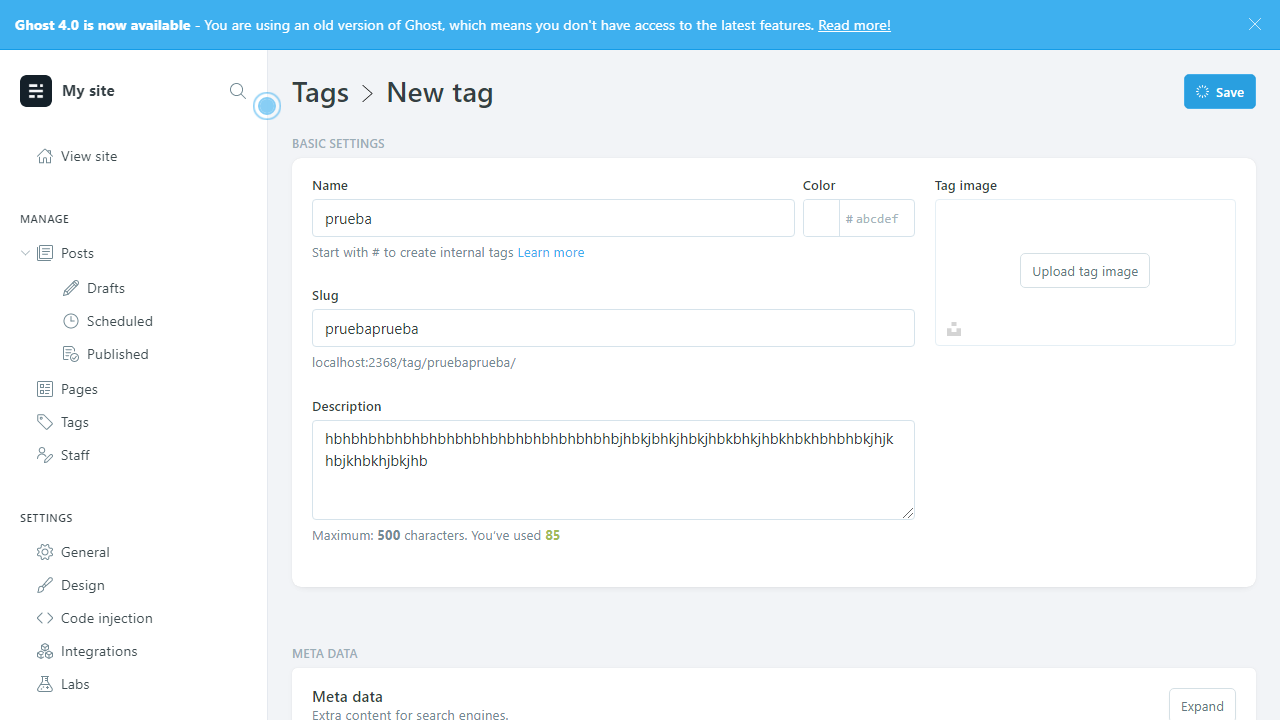 Ghost 4.0 is now available - You are using an old version of Ghost, which means you don't have access to the latest features. Read more!
My site
View site
MANAGE
Posts
Drafts
Scheduled
Published
Pages
Tags
Staff
SETTINGS
General
Design
Code injection
Integrations
Labs
Tags > New tag
Save
BASIC SETTINGS
Name
prueba
Start with # to create internal tags Learn more
Color
# abcdef
Slug
pruebaprueba
localhost:2368/tag/pruebaprueba/
Description
Maximum: 500 characters. You've used 85
Tag image
Upload tag image
META DATA
Meta data
Extra content for search engines.
Expand